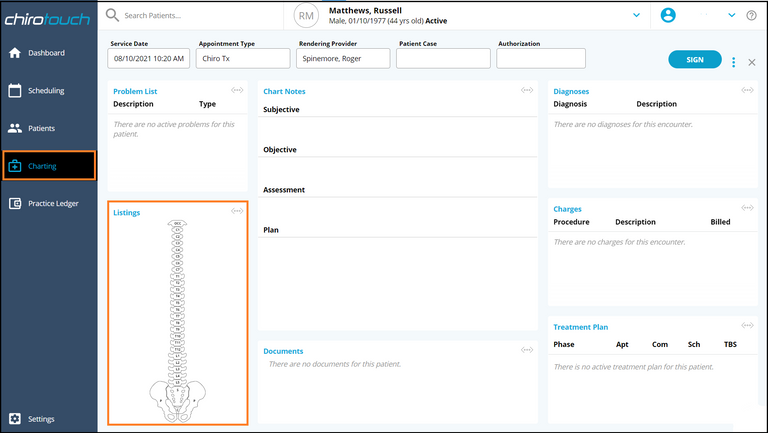 chirotouch
Search Patients...
RM
Matthews, Russell
Male, 01/10/1977 (44 yrs old) Active
Dashboard
Scheduling
Patients
Charting
Practice Ledger
Settings
Service Date
Appointment Type
Rendering Provider
Patient Case
Authorization
08/10/2021 10:20 AM
Chiro Tx
Spinemore, Roger
SIGN
Problem List
Description Type
There are no active problems for this
patient.
Listings
OCC
Chart Notes
Subjective
Objective
Assessment
Plan
Documents
There are no documents for this patient.
Diagnoses
Diagnosis Description
There are no diagnoses for this encounter.
Charges
Procedure Description Billed
There are no charges for this encounter.
Treatment Plan
Phase Apt Com Sch TBS
There is no active treatment plan for this patient.